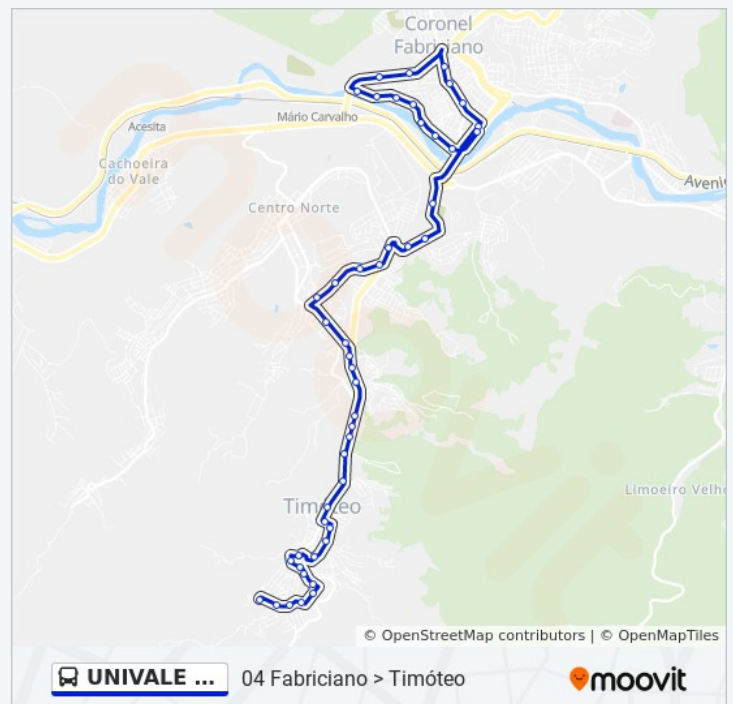 Coronel
Fabriciano
Mário Carvalho
Acesita
Cachoeira
do Vale
Aveni
Centro Norte
Limoeiro Velh
Timóteo
© OpenStreetMap contributors | © OpenMapTiles
UNIVALE ...
04 Fabriciano > Timóteo
moovit